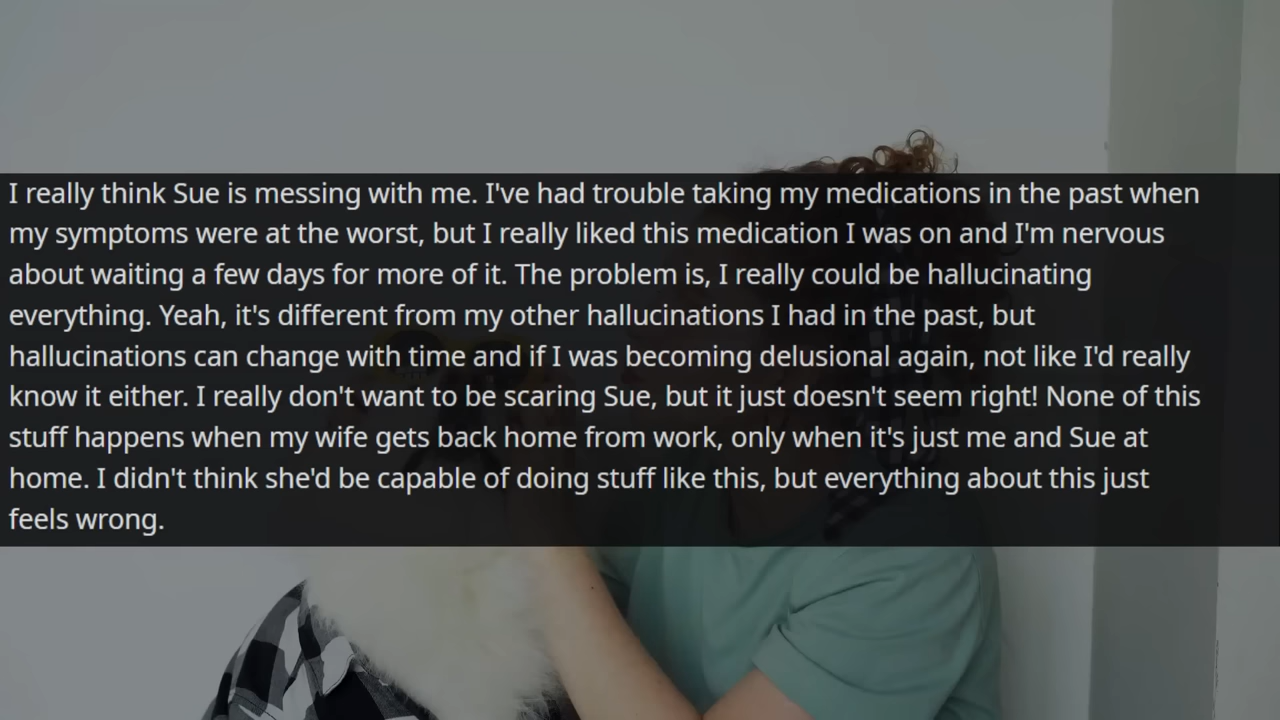 I really think Sue is messing with me. I've had trouble taking my medications in the past when
my symptoms were at the worst, but I really liked this medication I was on and I'm nervous
about waiting a few days for more of it. The problem is, I really could be hallucinating
everything. Yeah, it's different from my other hallucinations I had in the past, but
hallucinations can change with time and if I was becoming delusional again, not like I'd really
know it either. I really don't want to be scaring Sue, but it just doesn't seem right! None of this
stuff happens when my wife gets back home from work, only when it's just me and Sue at
home. I didn't think she'd be capable of doing stuff like this, but everything about this just
feels wrong.